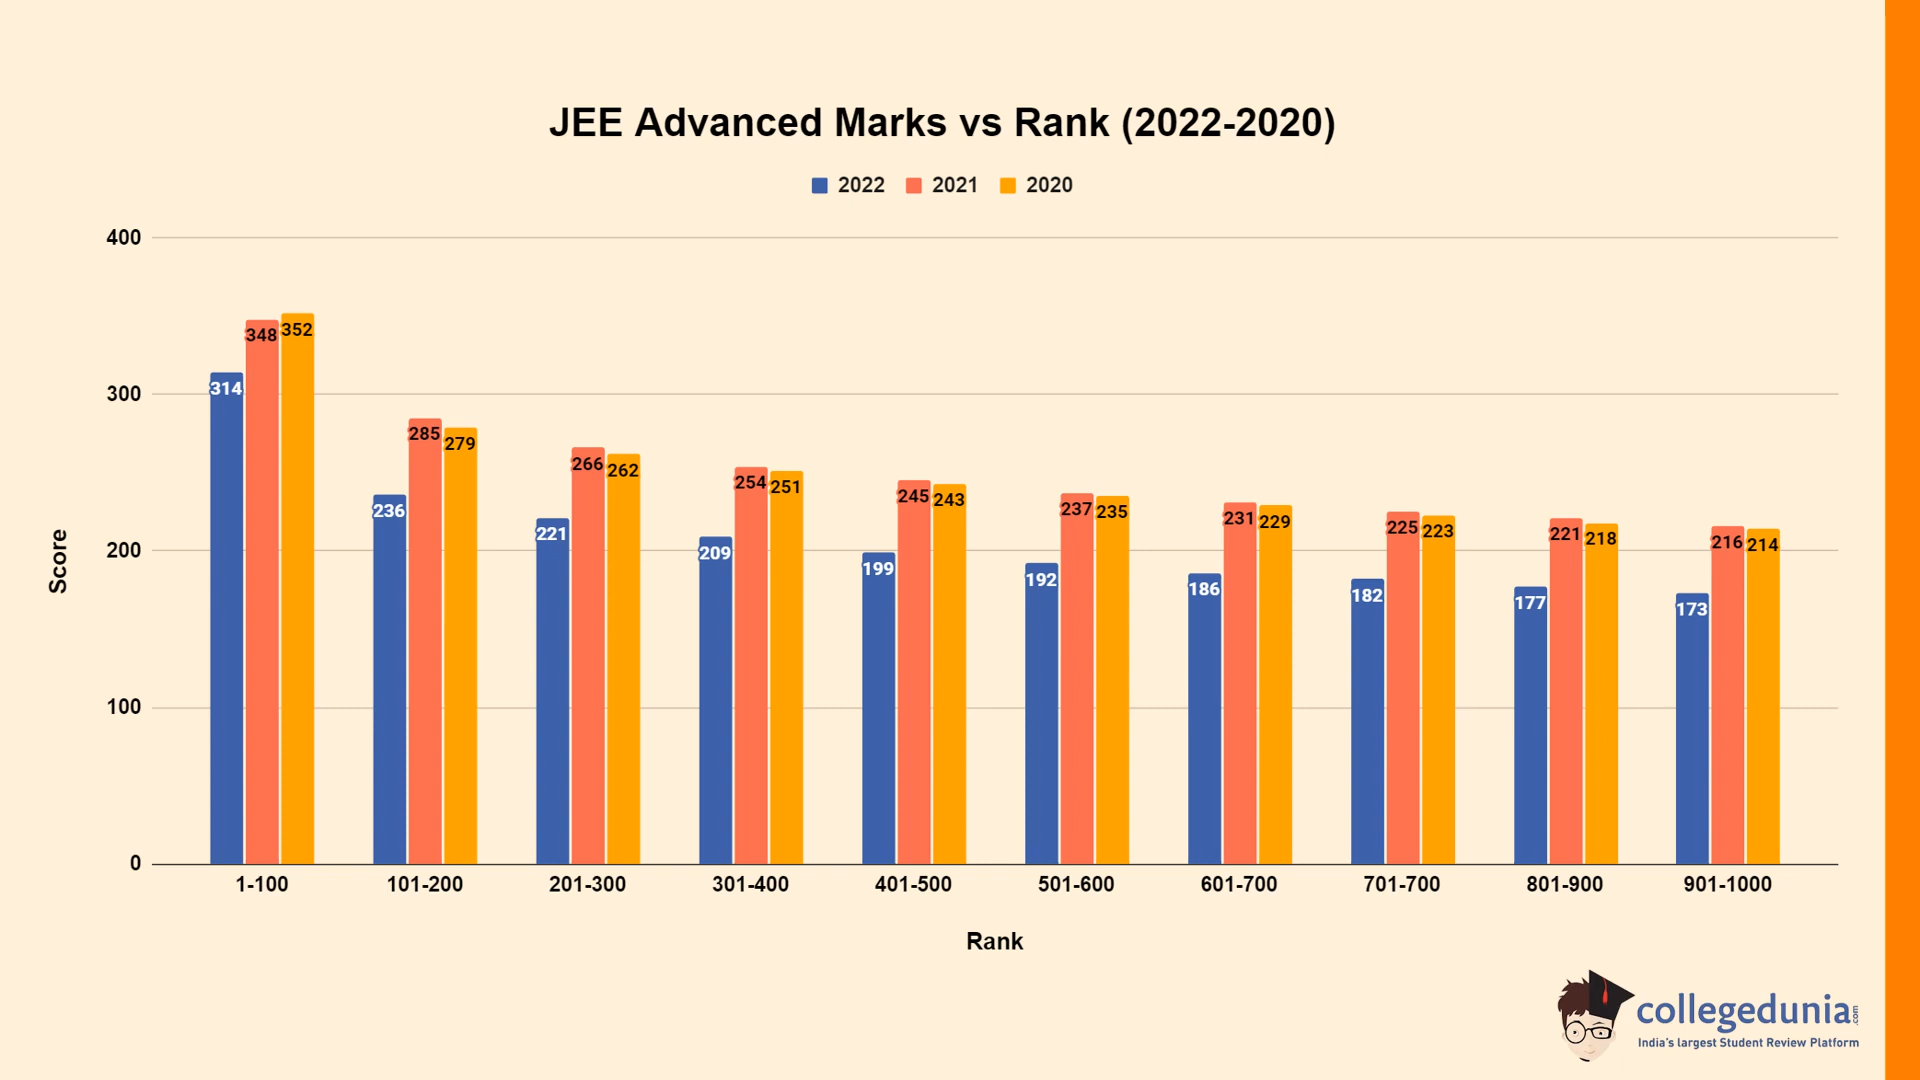 JEE Advanced Marks vs Rank (2022-2020)
2022 2021 2020
400
300
200
100
0
Score
314 348 352
236 285 279
221 266 262
209 254 251
199 245 243
192 237 235
186 231 229
182 225 223
177 221 218
173 216 214
1-100 101-200 201-300 301-400 401-500 501-600 601-700 701-700 801-900 901-1000
Rank
collegedunia.com
India's largest Student Review Platform